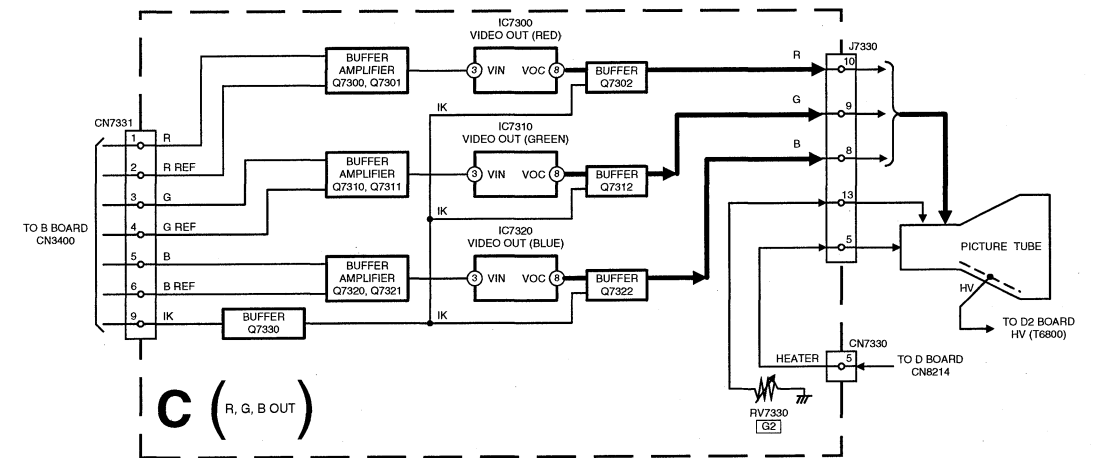 IC7300
VIDEO OUT (RED)
J7330
BUFFER
AMPLIFIER
Q7300, Q7301
3 VIN VOC 8
BUFFER
Q7302
R
10
IK
CN7331
IC7310
VIDEO OUT (GREEN)
G
9
1 R
2 R REF
BUFFER
AMPLIFIER
Q7310, Q7311
3 VIN VOC 8
BUFFER
Q7312
B
8
3 G
IK
13
TO B BOARD
CN3400
4 G REF
IC7320
VIDEO OUT (BLUE)
5
PICTURE TUBE
5 B
BUFFER
AMPLIFIER
Q7320, Q7321
3 VIN VOC 8
BUFFER
Q7322
6 B REF
HV
9 IK
BUFFER
Q7330
IK
TO D2 BOARD
HV (T6800)
CN7330
HEATER
5
TO D BOARD
CN8214
C (R, G, B OUT)
RV7330
G2